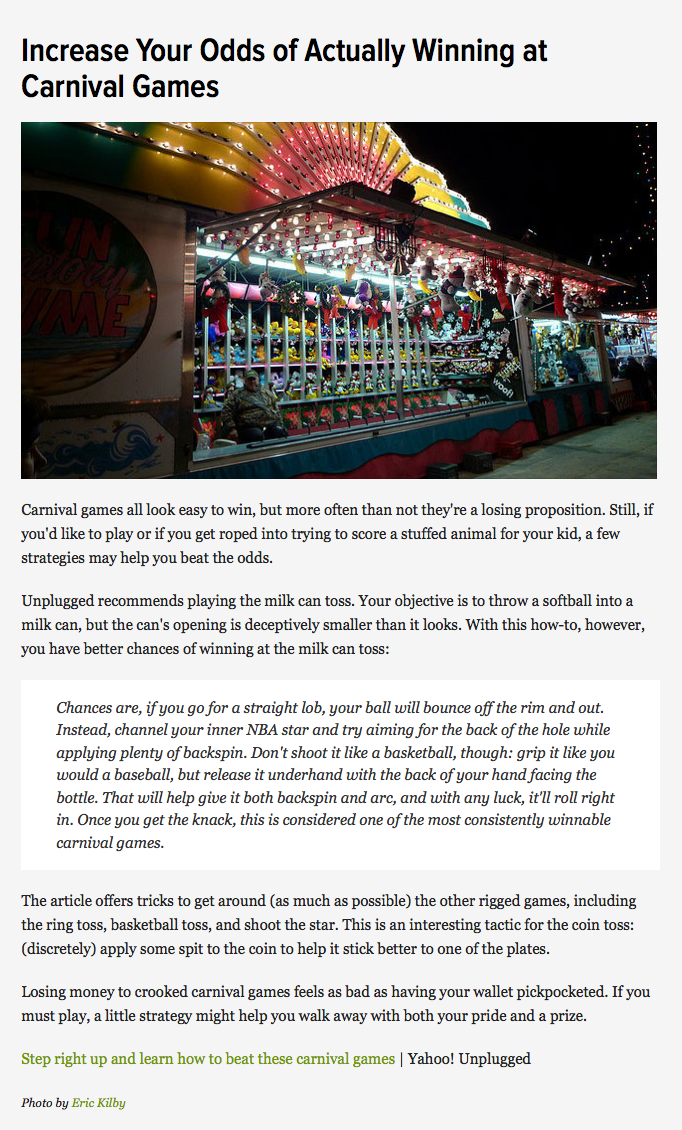 Increase Your Odds of Actually Winning at
Carnival Games
FUN
TIME
woof!
Carnival games all look easy to win, but more often than not they're a losing proposition. Still, if
you'd like to play or if you get roped into trying to score a stuffed animal for your kid, a few
strategies may help you beat the odds.
Unplugged recommends playing the milk can toss. Your objective is to throw a softball into a
milk can, but the can's opening is deceptively smaller than it looks. With this how-to, however,
you have better chances of winning at the milk can toss:
Chances are, if you go for a straight lob, your ball will bounce off the rim and out.
Instead, channel your inner NBA star and try aiming for the back of the hole while
applying plenty of backspin. Don't shoot it like a basketball, though: grip it like you
would a baseball, but release it underhand with the back of your hand facing the
bottle. That will help give it both backspin and arc, and with any luck, it'll roll right
in. Once you get the knack, this is considered one of the most consistently winnable
carnival games.
The article offers tricks to get around (as much as possible) the other rigged games, including
the ring toss, basketball toss, and shoot the star. This is an interesting tactic for the coin toss:
(discretely) apply some spit to the coin to help it stick better to one of the plates.
Losing money to crooked carnival games feels as bad as having your wallet pickpocketed. If you
must play, a little strategy might help you walk away with both your pride and a prize.
Step right up and learn how to beat these carnival games | Yahoo! Unplugged
Photo by Eric Kilby